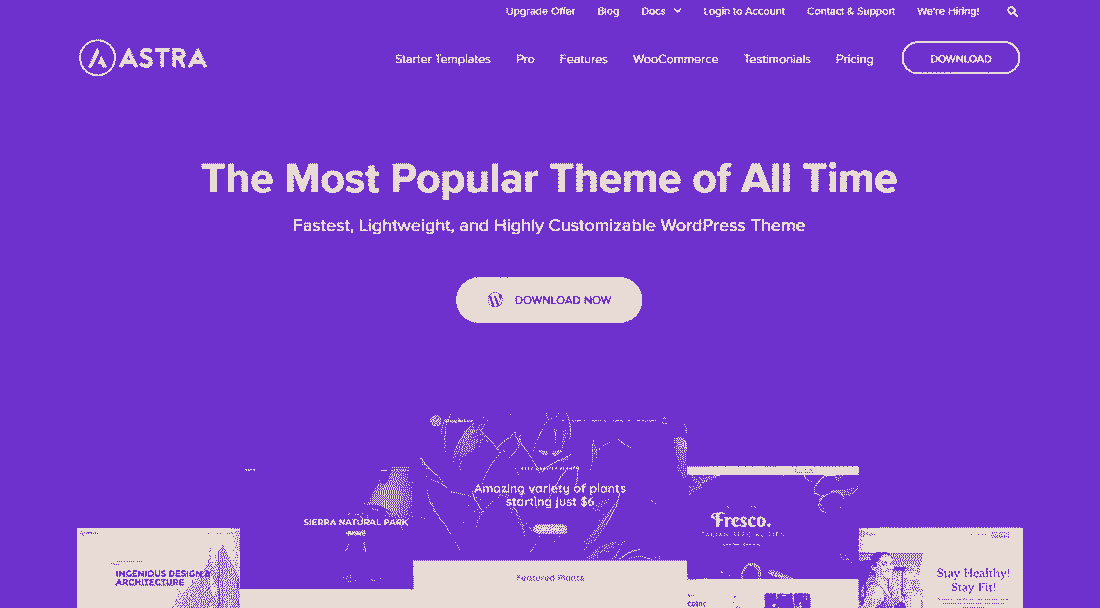 Upgrade Offer Blog Docs Login to Account Contact & Support We're Hiring!
ASTRA
Starter Templates Pro Features WooCommerce Testimonials Pricing DOWNLOAD
The Most Popular Theme of All Time
Fastest, Lightweight, and Highly Customizable WordPress Theme
DOWNLOAD NOW
Amazing variety of plants
starting just $6
SIERRA NATURAL PARK
Fresco.
Featured Plants
INGENIOUS DESIGN &
ARCHITECTURE
Stay Healthy!
Stay Fit!